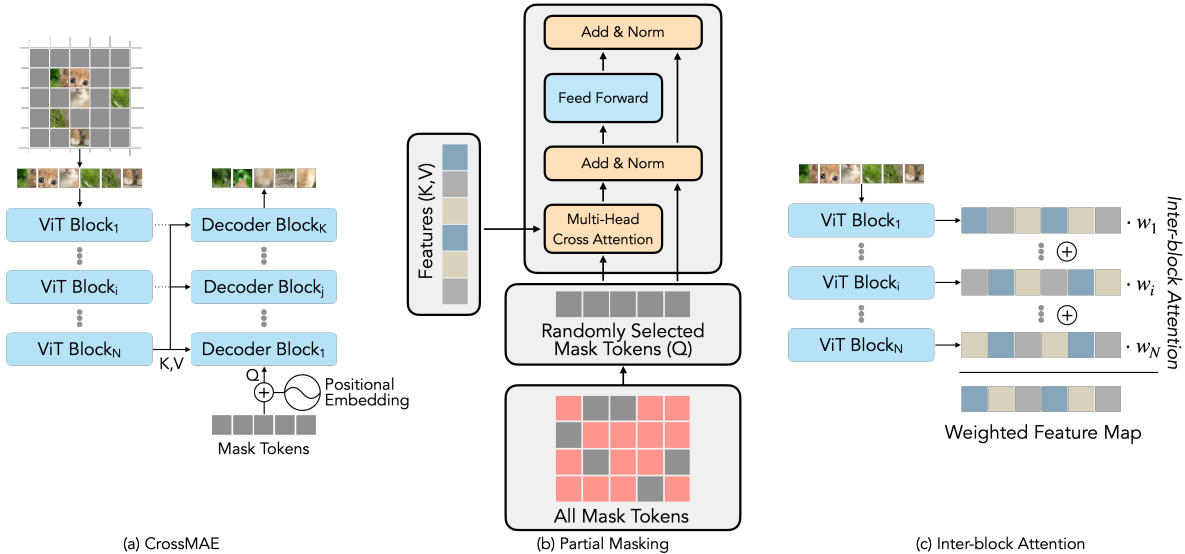 ViT Block1
Decoder BlockK
ViT Blocki
Decoder Blockj
ViT BlockN
Decoder Block1
K,V
Q
+
Positional
Embedding
Mask Tokens
(a) CrossMAE
Add & Norm
Feed Forward
Add & Norm
Multi-Head
Cross Attention
Features (K,V)
Randomly Selected
Mask Tokens (Q)
All Mask Tokens
(b) Partial Masking
ViT Block1
· w1
+
ViT Blocki
· wi
+
ViT BlockN
· wN
Inter-block Attention
Weighted Feature Map
(c) Inter-block Attention